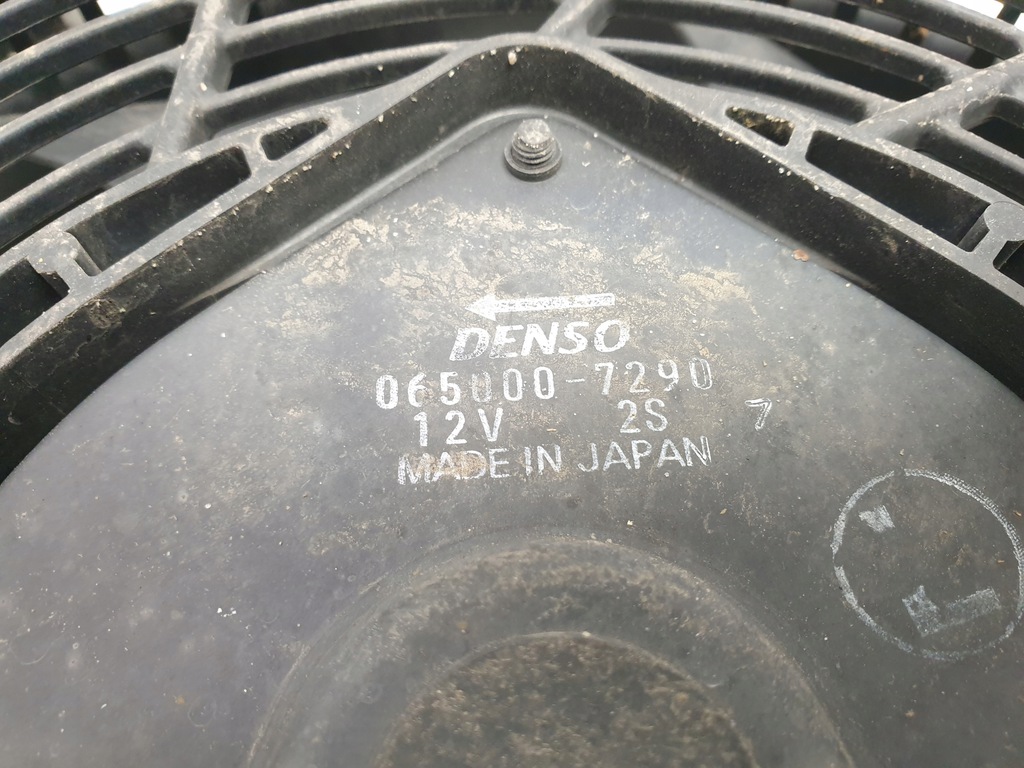 DENSO
065000-7290
12V 2S 7
MADE IN JAPAN